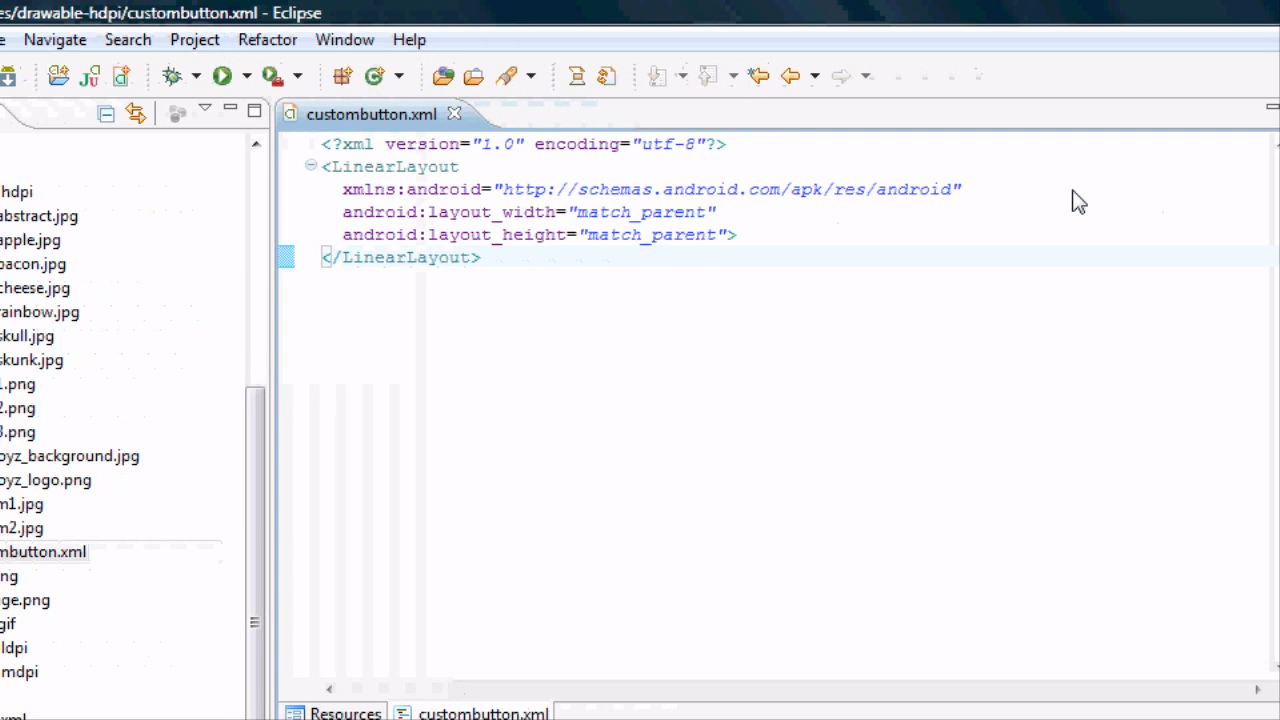 es/drawable-hdpi/custombutton.xml - Eclipse
e Navigate Search Project Refactor Window Help
custombutton.xml
<?xml version="1.0" encoding="utf-8"?>
<LinearLayout
xmlns:android="http://schemas.android.com/apk/res/android"
android:layout_width="match_parent"
android:layout_height="match_parent">
</LinearLayout>
hdpi
abstract.jpg
apple.jpg
bacon.jpg
cheese.jpg
rainbow.jpg
skull.jpg
skunk.jpg
1.png
2.png
3.png
oyz_background.jpg
oyz_logo.png
m1.jpg
m2.jpg
mbutton.xml
ng
ge.png
gif
ldpi
mdpi
xml
Resources custombutton.xml